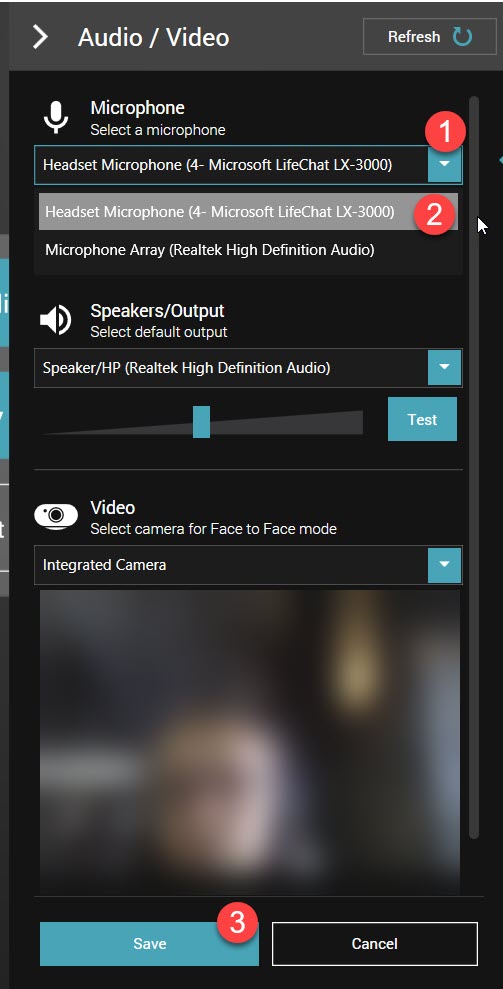 Audio / Video
Refresh
Microphone
Select a microphone
1
Headset Microphone (4- Microsoft LifeChat LX-3000)
Headset Microphone (4- Microsoft LifeChat LX-3000)
2
Microphone Array (Realtek High Definition Audio)
Speakers/Output
Select default output
Speaker/HP (Realtek High Definition Audio)
Test
Video
Select camera for Face to Face mode
Integrated Camera
3
Save
Cancel